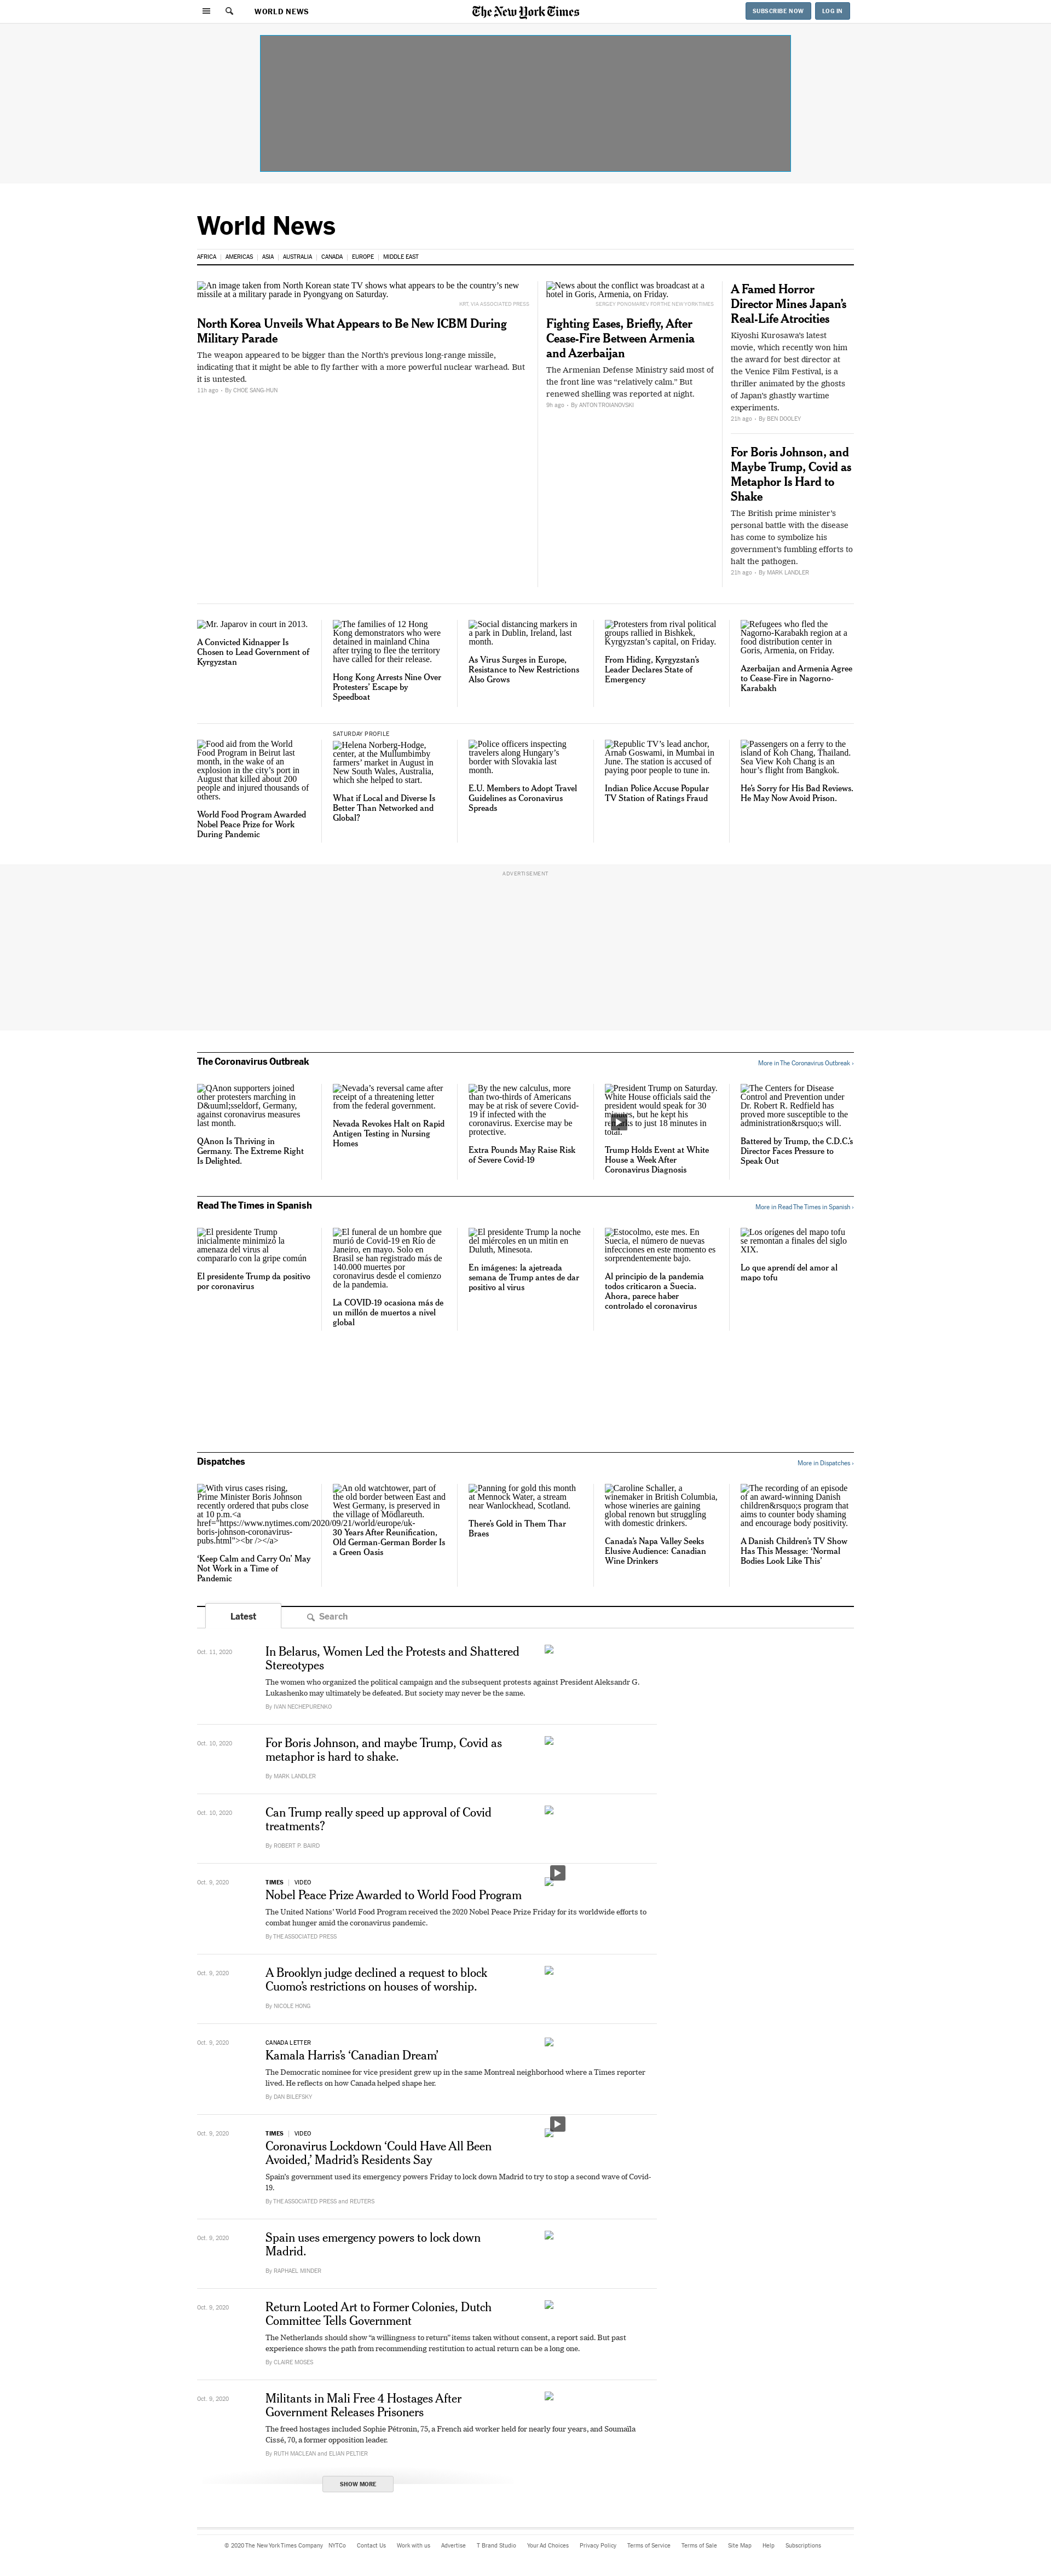 WORLD NEWS
The New York Times
SUBSCRIBE NOW
LOG IN
World News
AFRICA
AMERICAS
ASIA
AUSTRALIA
CANADA
EUROPE
MIDDLE EAST
An image taken from North Korean state TV shows what appears to be the country's new
missile at a military parade in Pyongyang on Saturday.
KRT, VIA ASSOCIATED PRESS
North Korea Unveils What Appears to Be New ICBM During
Military Parade
The weapon appeared to be bigger than the North's previous long-range missile,
indicating that it might be able to fly farther with a more powerful nuclear warhead. But
it is untested.
11h ago • By CHOE SANG-HUN
News about the conflict was broadcast at a
hotel in Goris, Armenia, on Friday.
SERGEY PONOMAREV FOR THE NEW YORK TIMES
Fighting Eases, Briefly, After
Cease-Fire Between Armenia
and Azerbaijan
The Armenian Defense Ministry said most of
the front line was “relatively calm.” But
renewed shelling was reported at night.
9h ago • By ANTON TROIANOVSKI
A Famed Horror
Director Mines Japan’s
Real-Life Atrocities
Kiyoshi Kurosawa’s latest
movie, which recently won him
the award for best director at
the Venice Film Festival, is a
thriller animated by the ghosts
of Japan’s ghastly wartime
experiences.
21h ago • By BEN DOOLEY
For Boris Johnson, and
Maybe Trump, Covid as
Metaphor Is Hard to
Shake
The British prime minister’s
personal battle with the disease
has come to symbolize his
government’s fumbling efforts to
halt the pathogen.
21h ago • By MARK LANDLER
Mr. Japarov in court in 2013.
A Convicted Kidnapper Is
Chosen to Lead Government of
Kyrgyzstan
The families of 12 Hong
Kong demonstrators who were
detained in mainland China
after trying to flee the territory
have called for their release.
Hong Kong Arrests Nine Over
Protesters’ Escape by
Speedboat
Social distancing markers in
a park in Dublin, Ireland, last
month.
As Virus Surges in Europe,
Resistance to New Restrictions
Also Grows
Protesters from rival political
groups rallied in Bishkek,
Kyrgyzstan’s capital, on Friday.
From Hiding, Kyrgyzstan’s
Leader Declares State of
Emergency
Refugees who fled the
Nagorno-Karabakh region at a
food distribution center in
Goris, Armenia, on Friday.
Azerbaijan and Armenia Agree
to Cease-Fire in Nagorno-
Karabakh
Food aid from the World
Food Program in Beirut last
month, in the wake of an
explosion in the city’s port in
August that killed about 200
people and injured thousands of
others.
World Food Program Awarded
Nobel Peace Prize for Work
During Pandemic
SATURDAY PROFILE
Helena Norberg-Hodge,
center, at the Mullumbimby
farmers’ market in August in
New South Wales, Australia,
which she helped to start.
What if Local and Diverse Is
Better Than Networked and
Global?
Police officers inspecting
travelers along Hungary’s
border with Slovakia last
month.
E.U. Members to Adopt Travel
Guidelines as Coronavirus
Spreads
Republic TV’s lead anchor,
Arnab Goswami, in Mumbai in
June. The station is accused of
paying poor people to tune in.
Indian Police Accuse Popular
TV Station of Ratings Fraud
Passengers on a ferry to the
island of Koh Chang, Thailand.
Sea View Koh Chang is an
hour’s flight from Bangkok.
He’s Sorry for His Bad Reviews.
He May Now Avoid Prison.
ADVERTISEMENT
The Coronavirus Outbreak
More in The Coronavirus Outbreak ›
QAnon supporters joined
other protesters marching in
D&uuml;sseldorf, Germany,
against coronavirus measures
last month.
QAnon Is Thriving in
Germany. The Extreme Right
Is Delighted.
Nevada’s reversal came after
receipt of a threatening letter
from the federal government.
Nevada Revokes Halt on Rapid
Antigen Testing in Nursing
Homes
By the new calculus, more
than two-thirds of Americans
may be at risk of severe Covid-
19 if infected with the
coronavirus. Exercise may be
protective.
Extra Pounds May Raise Risk
of Severe Covid-19
President Trump on Saturday.
White House officials said the
president would speak for 30
minutes, but he kept his
remarks to just 18 minutes in
total.
Trump Holds Event at White
House a Week After
Coronavirus Diagnosis
The Centers for Disease
Control and Prevention under
Dr. Robert R. Redfield has
proved more susceptible to the
administration&rsquo;s will.
Battered by Trump, the C.D.C.’s
Director Faces Pressure to
Speak Out
Read The Times in Spanish
More in Read The Times in Spanish ›
El presidente Trump
inicialmente minimizó la
amenaza del virus al
compararlo con la gripe común
El presidente Trump da positivo
por coronavirus
El funeral de un hombre que
murió de Covid-19 en Río de
Janeiro, en mayo. Solo en
Brasil se han registrado más de
140.000 muertes por
coronavirus desde el comienzo
de la pandemia.
La COVID-19 ocasiona más de
un millón de muertos a nivel
global
El presidente Trump la noche
del miércoles en un mitin en
Duluth, Minesota.
En imágenes: la ajetreada
semana de Trump antes de dar
positivo al virus
Estocolmo, este mes. En
Suecia, el número de nuevas
infecciones en este momento es
sorpendentemente bajo.
Al principio de la pandemia
todos criticaron a Suecia.
Ahora, parece haber
controlado el coronavirus
Los orígenes del mapo tofu
se remontan a finales del siglo
XIX.
Lo que aprendí del amor al
mapo tofu
Dispatches
More in Dispatches ›
With virus cases rising,
Prime Minister Boris Johnson
recently ordered that pubs close
at 10 p.m.<a
href="https://www.nytimes.com/2020/09/21/world/europe/uk-
boris-johnson-coronavirus-
pubs.html"><br /></a>
‘Keep Calm and Carry On’ May
Not Work in a Time of
Pandemic
An old watchtower, part of
the old border between East and
West Germany, is preserved in
the village of Mödlareuth.
30 Years After Reunification,
Old German-German Border Is
a Green Oasis
Panning for gold this month
at Mennock Water, a stream
near Wanlockhead, Scotland.
There’s Gold in Them Thar
Braes
Caroline Schaller, a
winemaker in British Columbia,
whose wineries are gaining
global renown but struggling
with domestic drinkers.
Canada’s Napa Valley Seeks
Elusive Audience: Canadian
Wine Drinkers
The recording of an episode
of an award-winning Danish
children&rsquo;s program that
aims to counter body shaming
and encourage body positivity.
A Danish Children’s TV Show
Has This Message: ‘Normal
Bodies Look Like This’
Latest
Search
Oct. 11, 2020
In Belarus, Women Led the Protests and Shattered
Stereotypes
The women who organized the political campaign and the subsequent protests against President Aleksandr G.
Lukashenko may ultimately be defeated. But society may never be the same.
By IVAN NECHEPURENKO
Oct. 10, 2020
For Boris Johnson, and maybe Trump, Covid as
metaphor is hard to shake.
By MARK LANDLER
Oct. 10, 2020
Can Trump really speed up approval of Covid
treatments?
By ROBERT P. BAIRD
Oct. 9, 2020
TIMES | VIDEO
Nobel Peace Prize Awarded to World Food Program
The United Nations’ World Food Program received the 2020 Nobel Peace Prize Friday for its worldwide efforts to
combat hunger amid the coronavirus pandemic.
By THE ASSOCIATED PRESS
Oct. 9, 2020
A Brooklyn judge declined a request to block
Cuomo’s restrictions on houses of worship.
By NICOLE HONG
Oct. 9, 2020
CANADA LETTER
Kamala Harris’s ‘Canadian Dream’
The Democratic nominee for vice president grew up in the same Montreal neighborhood where a Times reporter
lived. He reflects on how Canada helped shape her.
By DAN BILEFSKY
Oct. 9, 2020
TIMES | VIDEO
Coronavirus Lockdown ‘Could Have All Been
Avoided,’ Madrid’s Residents Say
Spain’s government used its emergency powers Friday to lock down Madrid to try to stop a second wave of Covid-
19.
By THE ASSOCIATED PRESS and REUTERS
Oct. 9, 2020
Spain uses emergency powers to lock down
Madrid.
By RAPHAEL MINDER
Oct. 9, 2020
Return Looted Art to Former Colonies, Dutch
Committee Tells Government
The Netherlands should show “a willingness to return” items taken without consent, a report said. But past
experience shows the path from recommending restitution to actual return can be a long one.
By CLAIRE MOSES
Oct. 9, 2020
Militants in Mali Free 4 Hostages After
Government Releases Prisoners
The freed hostages included Sophie Pétronin, 75, a French aid worker held for nearly four years, and Soumaïla
Cissé, 70, a former opposition leader.
By RUTH MACLEAN and ELIAN PELTIER
SHOW MORE
© 2020 The New York Times Company
NYTCo
Contact Us
Work with us
Advertise
T Brand Studio
Your Ad Choices
Privacy Policy
Terms of Service
Terms of Sale
Site Map
Help
Subscriptions